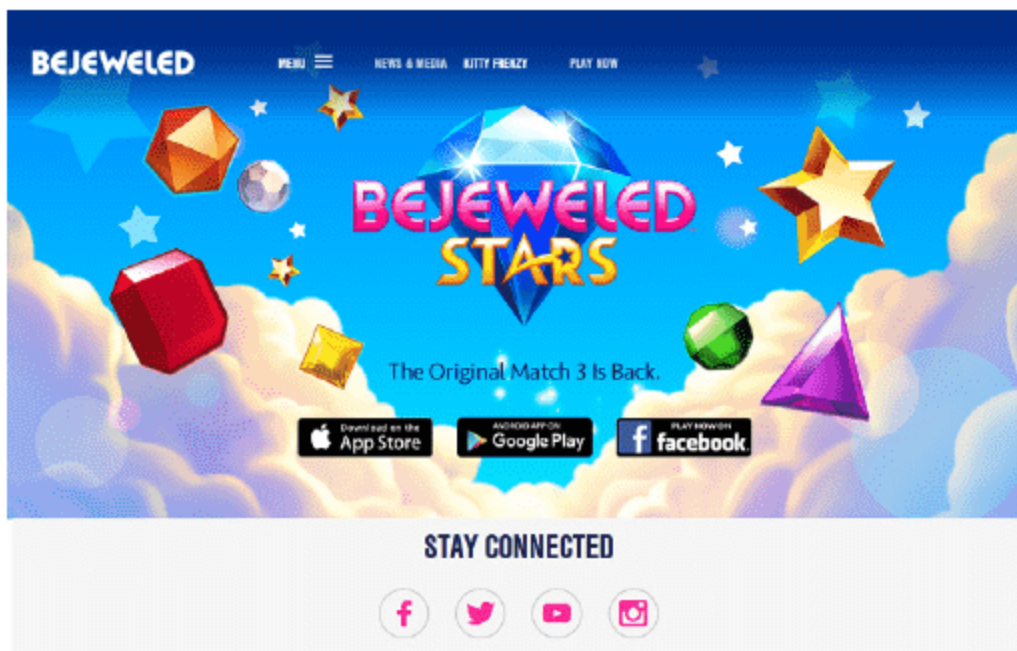 BEJEWELED
MENU NEWS & MEDIA KITTY FRENZY PLAY NOW
BEJEWELED
STARS
The Original Match 3 Is Back.
Download on the
App Store
ANDROID APP ON
Google Play
PLAY NOW ON
facebook
STAY CONNECTED